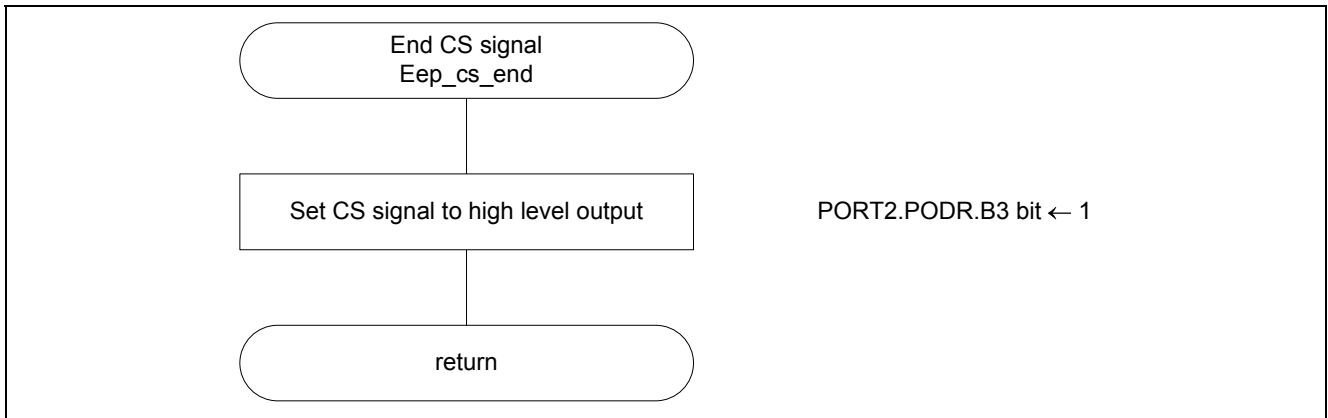 End CS signal
Eep_cs_end
Set CS signal to high level output
PORT2.PODR.B3 bit ← 1
return